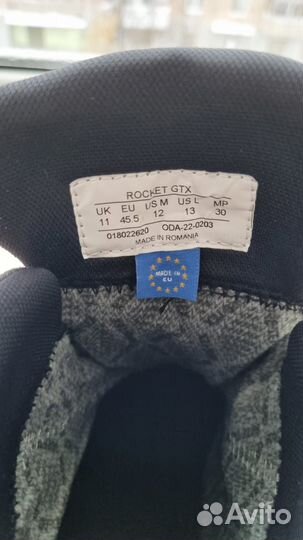 ROCKET GTX
UK EU US M US L MP
11 45.5 12 13 30
018022620 ODA-22-0203
MADE IN ROMANIA
MADE IN
EU
Avito